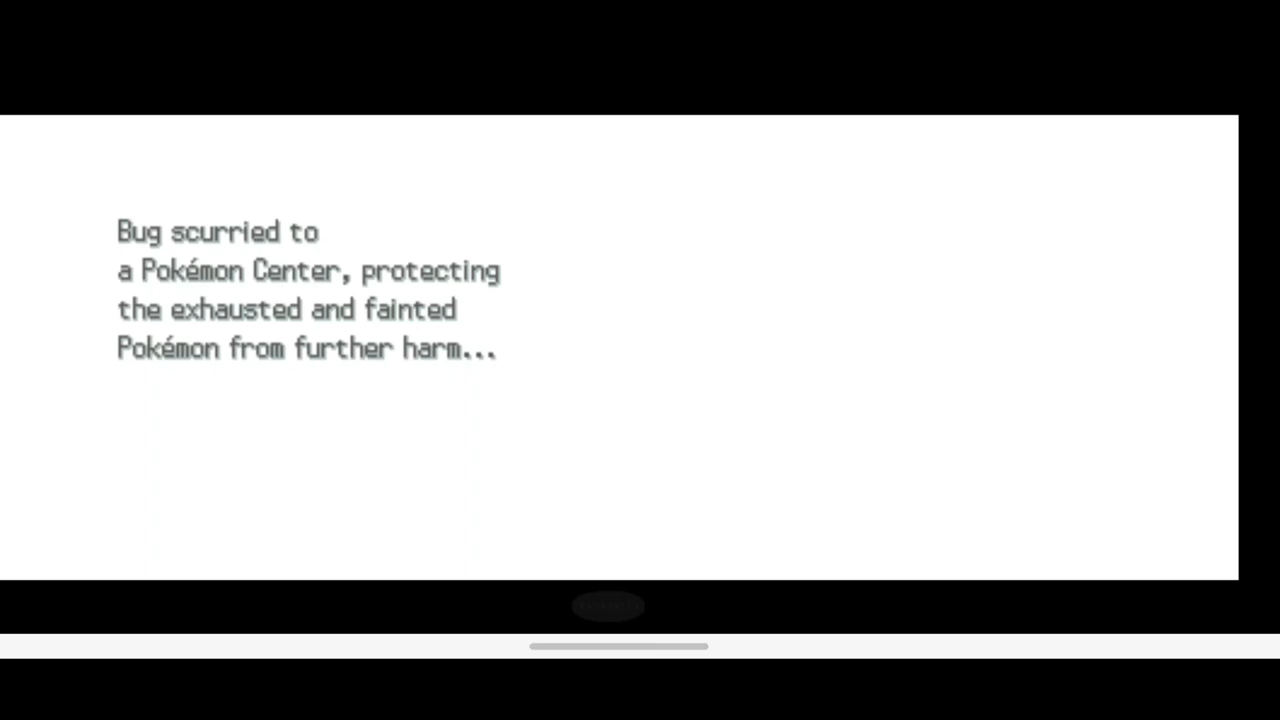 Bug scurried to
a Pokémon Center, protecting
the exhausted and fainted
Pokémon from further harm...